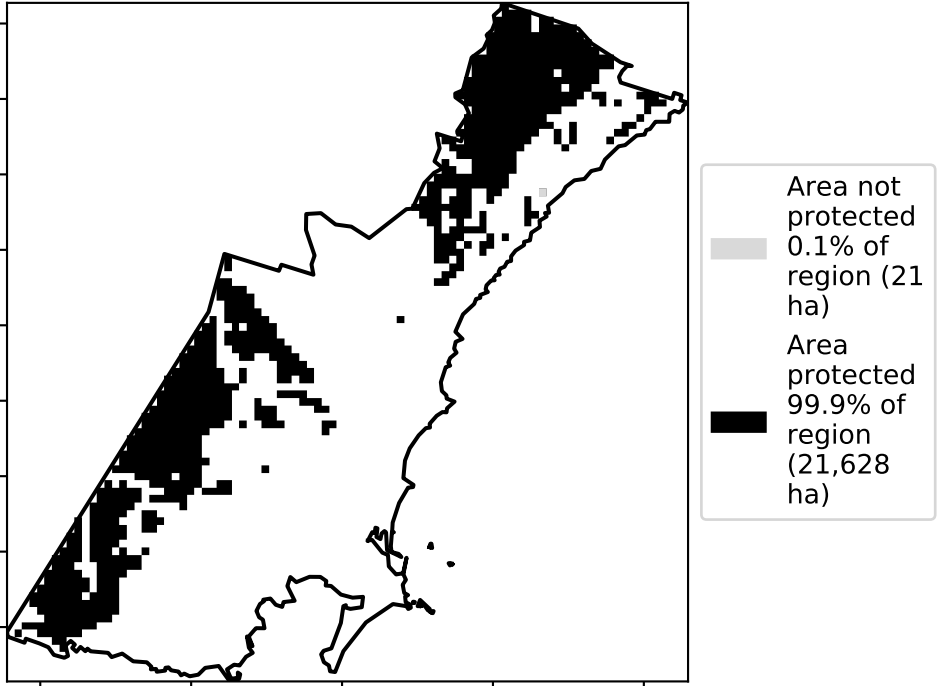 Area not
protected
0.1% of
region (21
ha)
Area
protected
99.9% of
region
(21,628
ha)